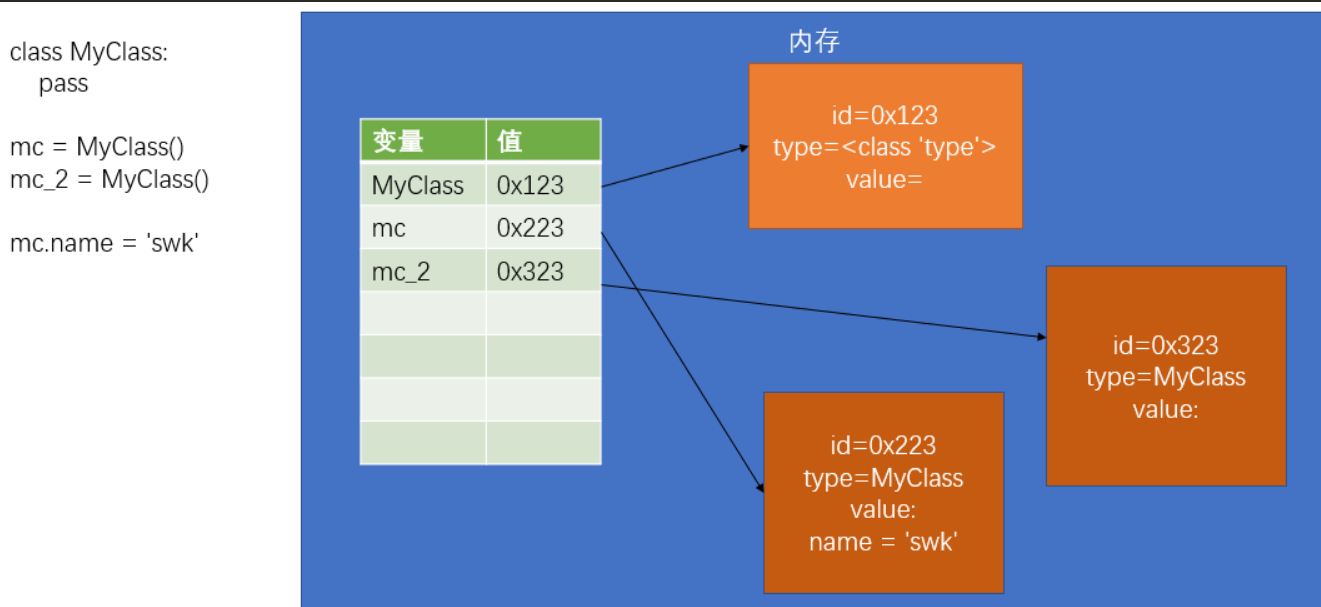 class MyClass:
pass
mc = MyClass()
mc_2 = MyClass()
mc.name = 'swk'
内存
变量 值
MyClass 0x123
mc 0x223
mc_2 0x323
id=0x123
type=<class 'type'>
value=
id=0x323
type=MyClass
value:
id=0x223
type=MyClass
value:
name = 'swk'